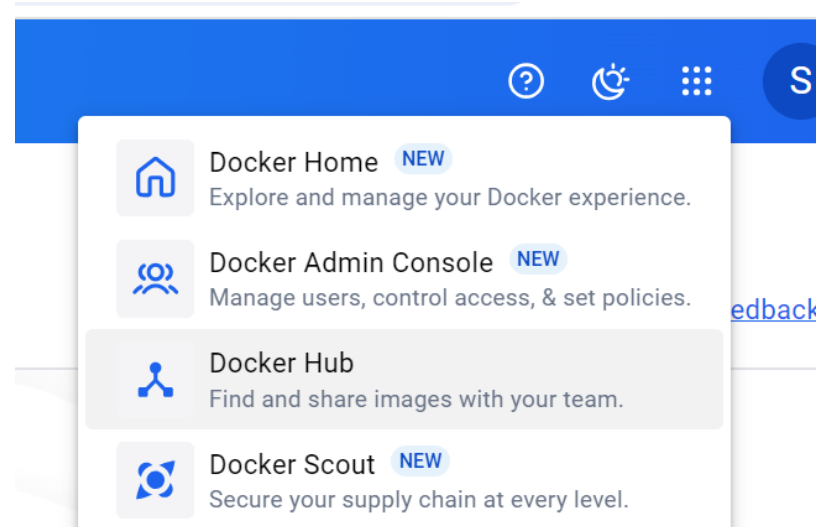 S
Docker Home NEW
Explore and manage your Docker experience.
Docker Admin Console NEW
Manage users, control access, & set policies.
edback
Docker Hub
Find and share images with your team.
Docker Scout NEW
Secure your supply chain at every level.